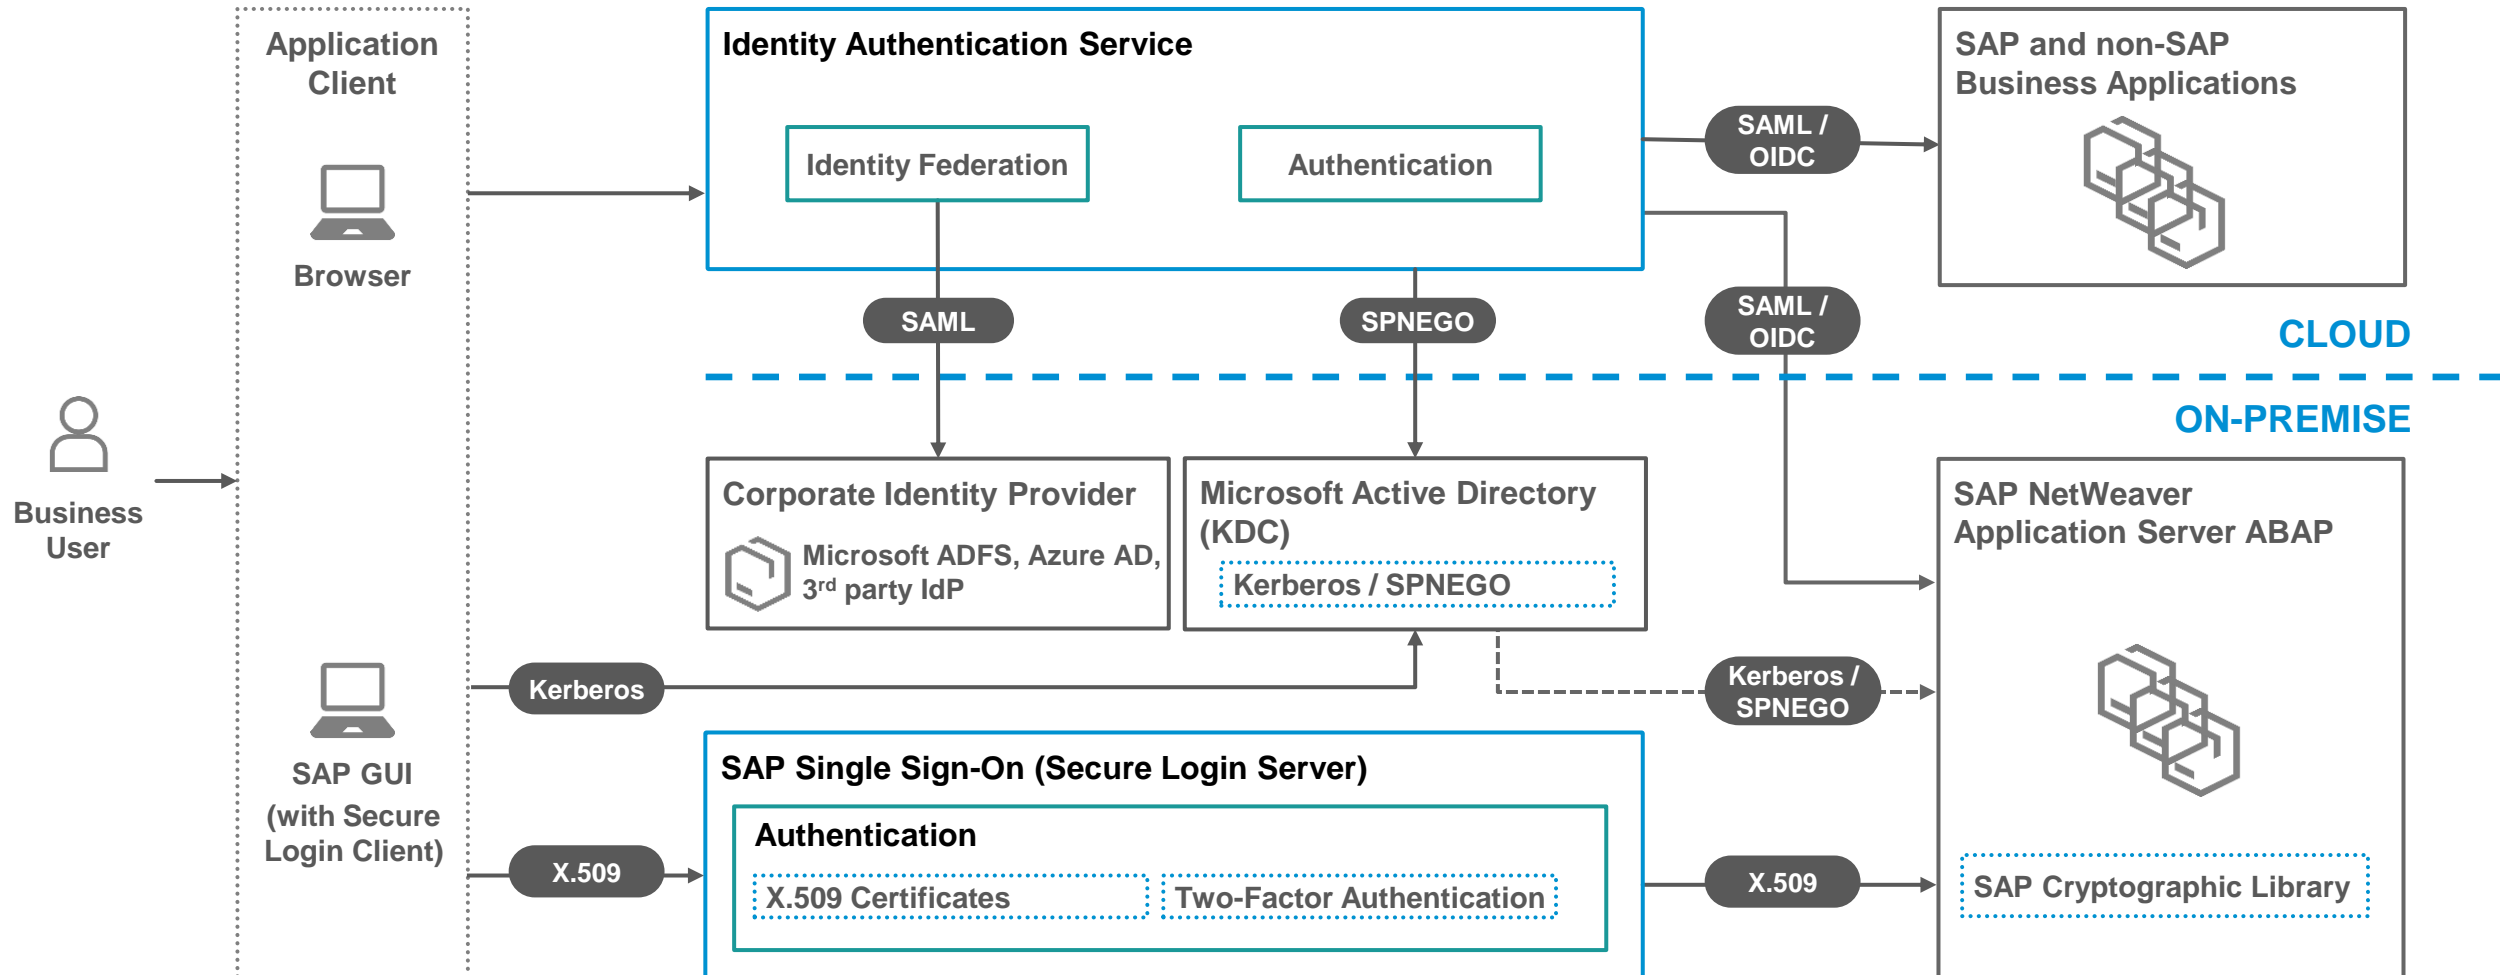 Application
Client
Browser
Business
User
SAP GUI
(with Secure
Login Client)
Identity Authentication Service
Identity Federation
Authentication
SAML /
OIDC
SAP and non-SAP
Business Applications
SAML
SPNEGO
SAML /
OIDC
CLOUD
ON-PREMISE
Corporate Identity Provider
Microsoft ADFS, Azure AD,
3rd party IdP
Microsoft Active Directory
(KDC)
Kerberos / SPNEGO
SAP NetWeaver
Application Server ABAP
Kerberos
Kerberos /
SPNEGO
SAP Single Sign-On (Secure Login Server)
Authentication
X.509
X.509 Certificates
Two-Factor Authentication
X.509
SAP Cryptographic Library